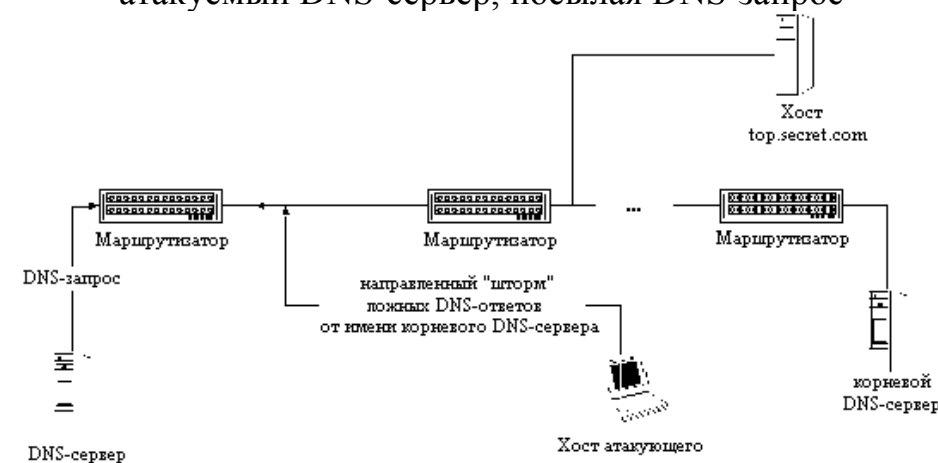 атакуемый DNS-сервер, посылая DNS-запрос
Хост
top.secret.com
Маршрутизатор
Маршрутизатор
...
Маршрутизатор
DNS-запрос
направленный "шторм"
ложных DNS-ответов
от имени корневого DNS-сервера
корневой
DNS-сервер
Хост атакующего
DNS-сервер